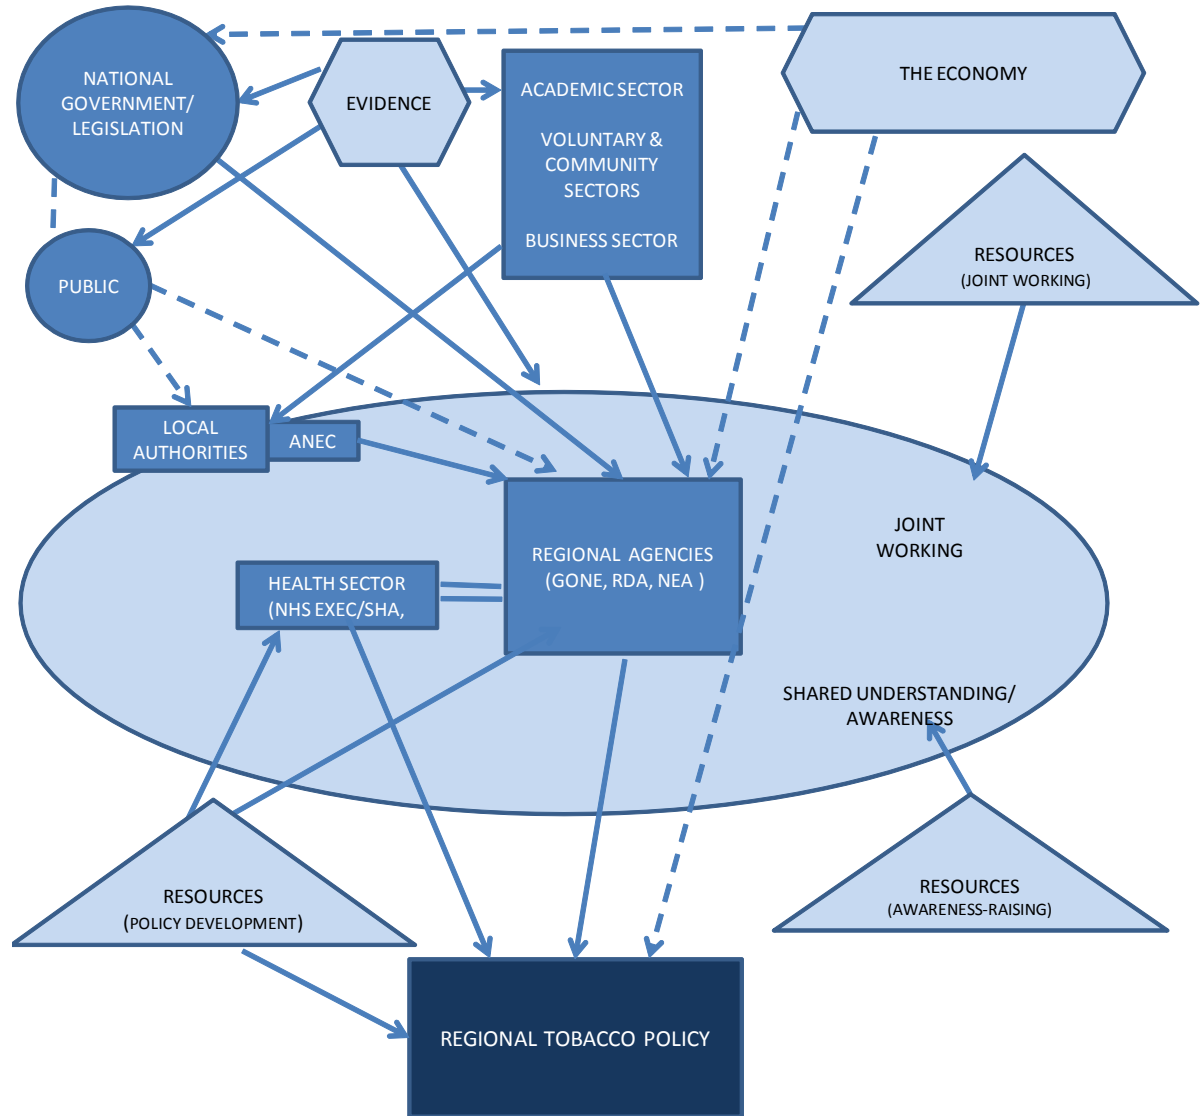 NATIONAL
GOVERNMENT/
LEGISLATION
EVIDENCE
ACADEMIC SECTOR
VOLUNTARY &
COMMUNITY
SECTORS
BUSINESS SECTOR
THE ECONOMY
RESOURCES
(JOINT WORKING)
PUBLIC
LOCAL
AUTHORITIES
ANEC
JOINT
WORKING
REGIONAL AGENCIES
(GONE, RDA, NEA )
HEALTH SECTOR
(NHS EXEC/SHA,
SHARED UNDERSTANDING/
AWARENESS
RESOURCES
(POLICY DEVELOPMENT)
RESOURCES
(AWARENESS-RAISING)
REGIONAL TOBACCO POLICY